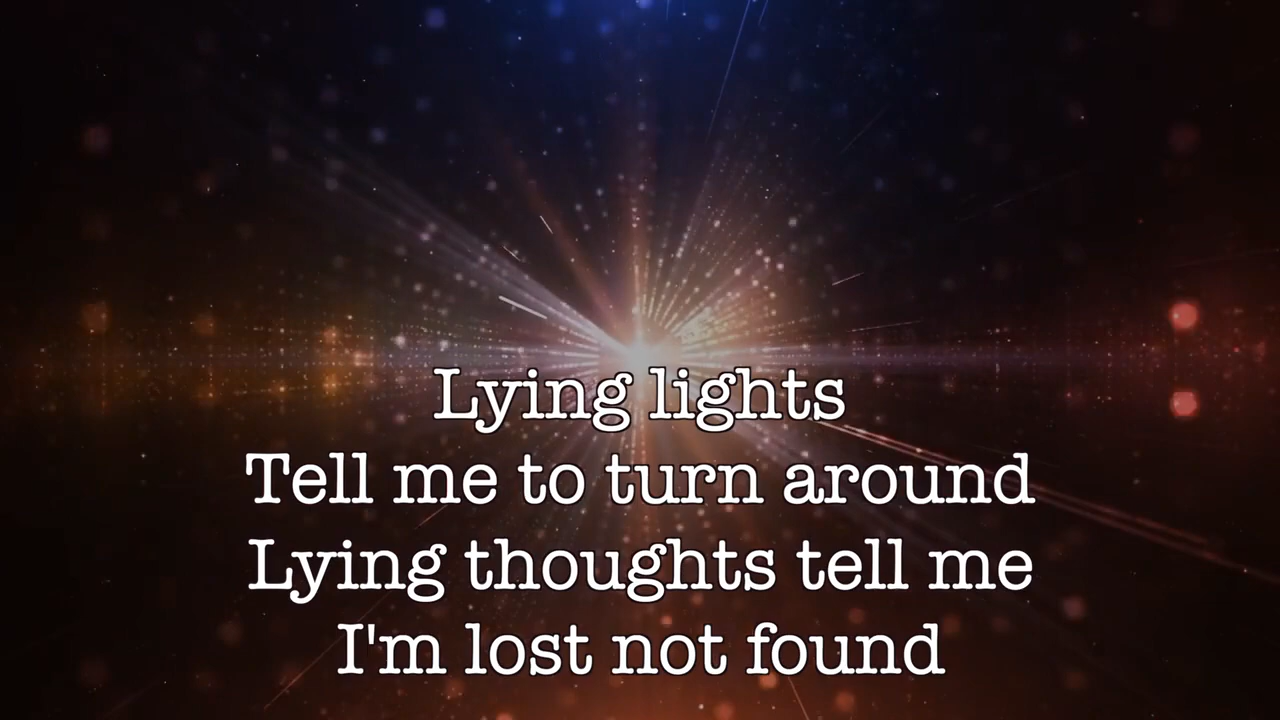 Lying lights
Tell me to turn around
Lying thoughts tell me
I'm lost not found